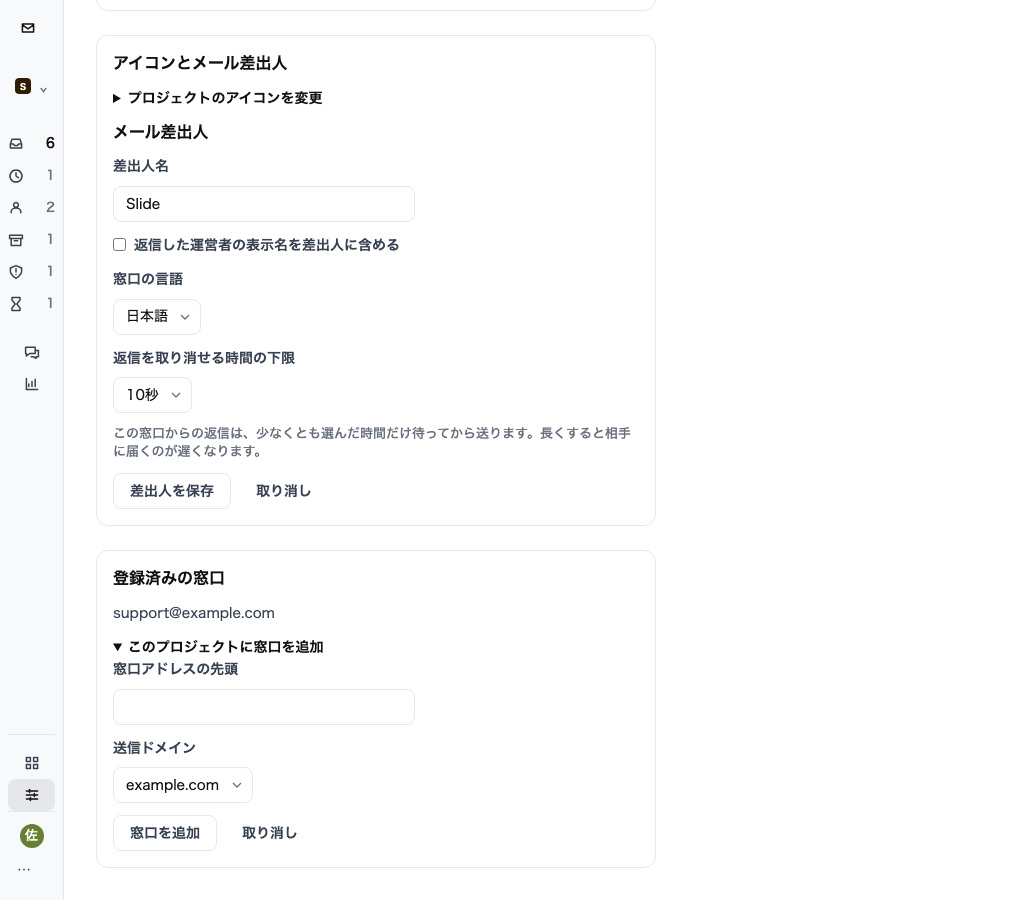 S
6
1
2
1
1
1
佐
…
アイコンとメール差出人
プロジェクトのアイコンを変更
メール差出人
差出人名
Slide
返信した運営者の表示名を差出人に含める
窓口の言語
日本語
返信を取り消せる時間の下限
10秒
この窓口からの返信は、少なくとも選んだ時間だけ待ってから送ります。長くすると相手
に届くのが遅くなります。
差出人を保存 取り消し
登録済みの窓口
support@example.com
このプロジェクトに窓口を追加
窓口アドレスの先頭
送信ドメイン
example.com
窓口を追加 取り消し